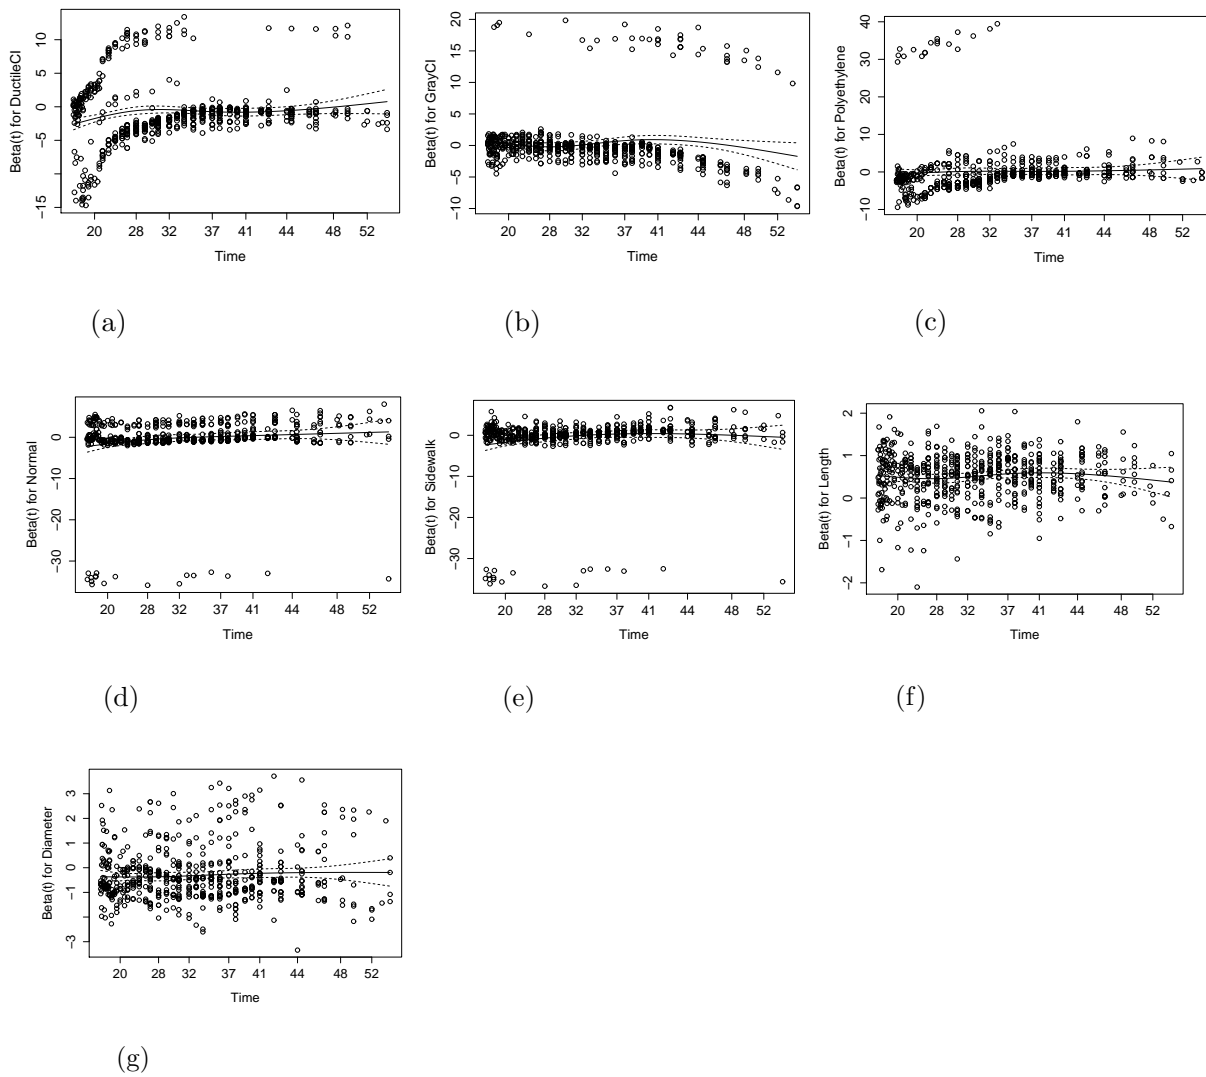 Beta(t) for DuctileCI
10
5
0
−5
−15
20 28 32 37 41 44 48 52
Time
(a)
Beta(t) for GrayCI
20
15
10
5
0
−5
−10
20 28 32 37 41 44 48 52
Time
(b)
Beta(t) for Polyethylene
40
30
20
10
0
−10
20 28 32 37 41 44 48 52
Time
(c)
Beta(t) for Normal
0
−10
−20
−30
20 28 32 37 41 44 48 52
Time
(d)
Beta(t) for Sidewalk
0
−10
−20
−30
20 28 32 37 41 44 48 52
Time
(e)
Beta(t) for Length
2
1
0
−1
−2
20 28 32 37 41 44 48 52
Time
(f)
Beta(t) for Diameter
3
2
1
0
−1
−3
20 28 32 37 41 44 48 52
Time
(g)